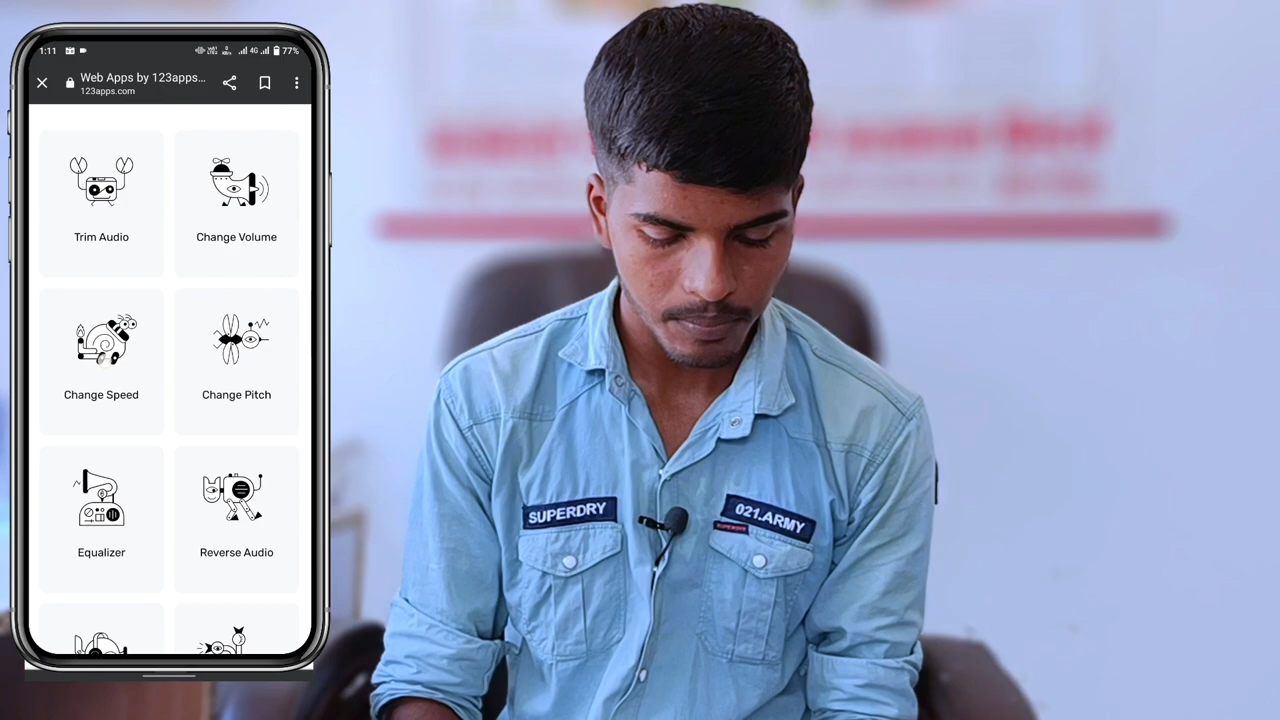 1:11
4G
77%
Web Apps by 123apps...
123apps.com
Trim Audio
Change Volume
Change Speed
Change Pitch
Equalizer
Reverse Audio
SUPERDRY
021.ARMY